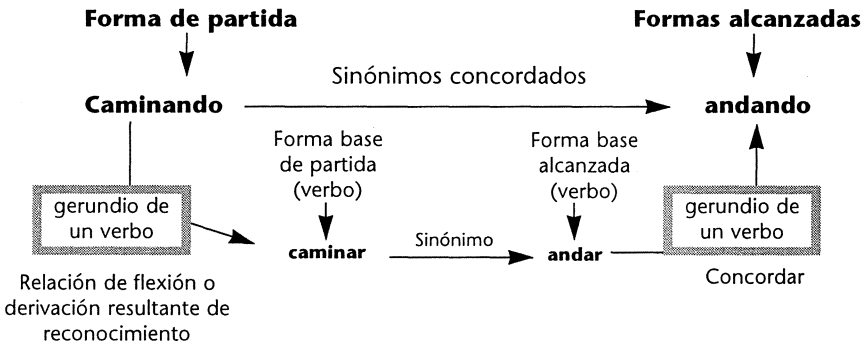 Forma de partida
Formas alcanzadas
Sinónimos concordados
Caminando
andando
Forma base
de partida
(verbo)
Forma base
alcanzada
(verbo)
gerundio de
un verbo
gerundio de
un verbo
caminar
Sinónimo
andar
Relación de flexión o
derivación resultante de
reconocimiento
Concordar